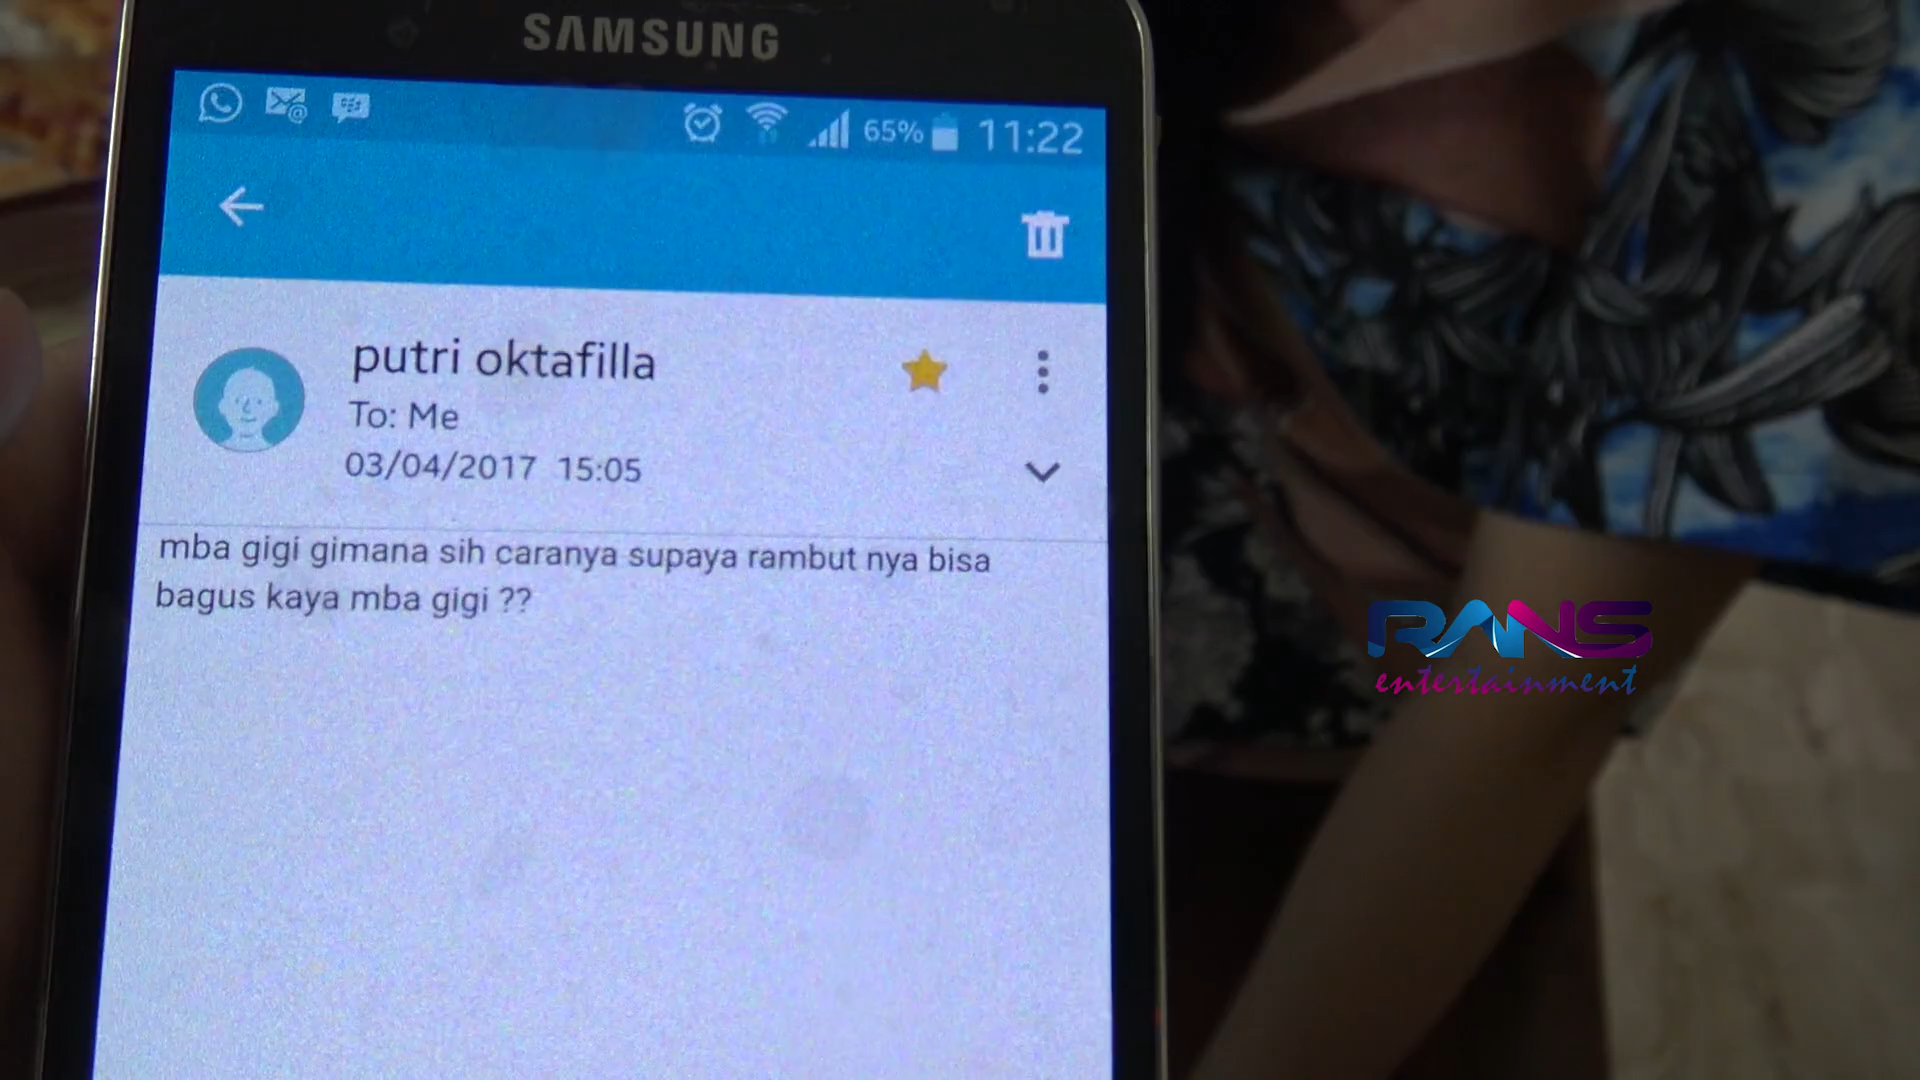 SAMSUNG
65% 11:22
putri oktafilla
To: Me
03/04/2017 15:05
mba gigi gimana sih caranya supaya rambut nya bisa
bagus kaya mba gigi ??
RANS
entertainment